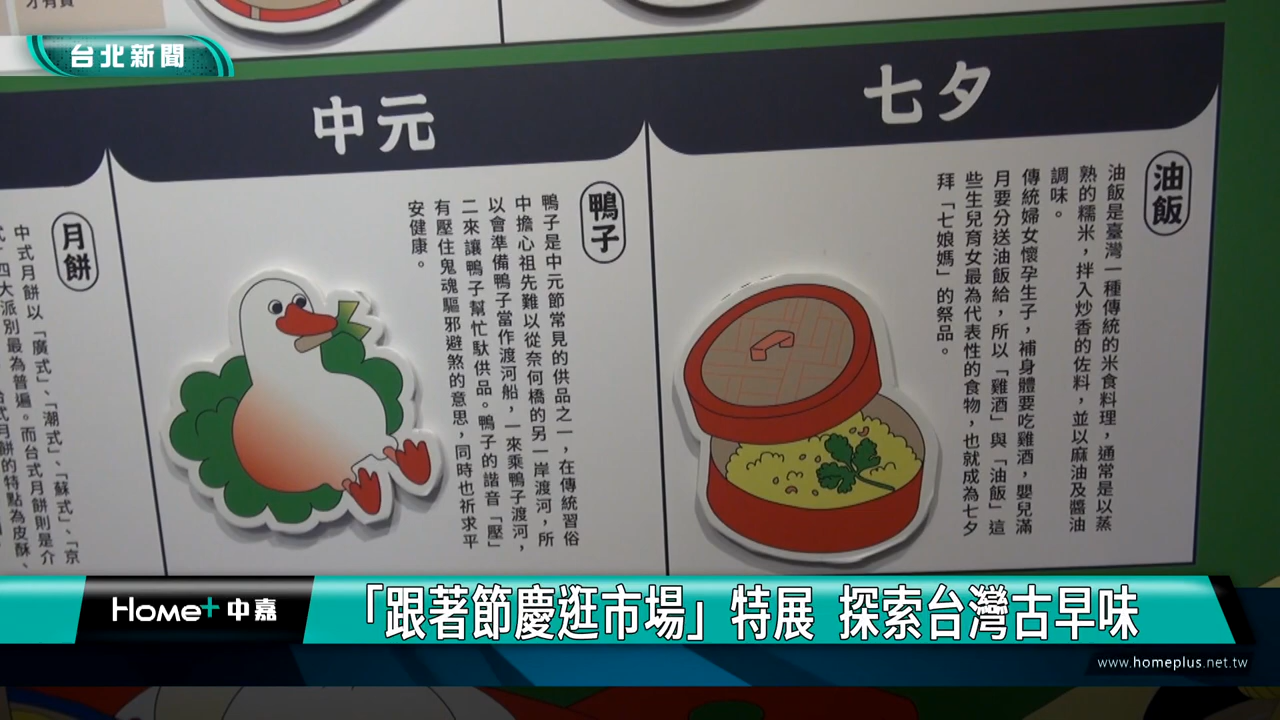 才有賣
台北新聞
中元
七夕
油飯
油飯是臺灣一種傳統的米食料理，通常是以蒸
熟的糯米，拌入炒香的佐料，並以麻油及醬油
調味。
傳統婦女懷孕生子，補身體要吃雞酒，嬰兒滿
月要分送油飯給，所以「雞酒」與「油飯」這
些生兒育女最為代表性的食物，也就成為七夕
拜「七娘媽」的祭品。
鴨子
鴨子是中元節常見的供品之一，在傳統習俗
中擔心祖先難以從奈何橋的另一岸渡河，所
以會準備鴨子當作渡河船，一來乘鴨子渡河，
二來讓鴨子幫忙馱供品。鴨子的諧音「壓」
有壓住鬼魂驅邪避煞的意思，同時也祈求平
安健康。
月餅
中式月餅以「廣式」、「潮式」、「蘇式」、「京
式」四大派別最為普遍。而台式月餅則是介
式月餅的特點為皮酥、
Home+中嘉
「跟著節慶逛市場」特展 探索台灣古早味
www.homeplus.net.tw